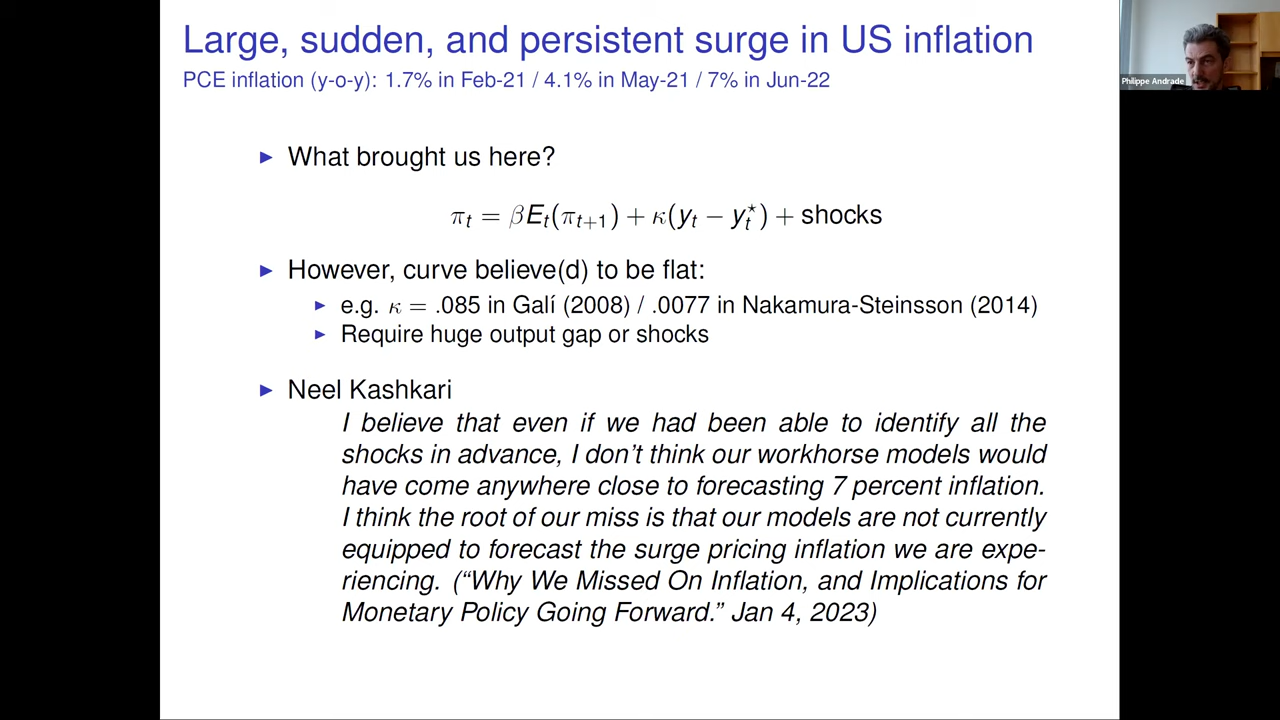 Large, sudden, and persistent surge in US inflation
PCE inflation (y-o-y): 1.7% in Feb-21 / 4.1% in May-21 / 7% in Jun-22
▶ What brought us here?
π_t = βE_t(π_{t+1}) + κ(y_t − y_t^⋆) + shocks
▶ However, curve believe(d) to be flat:
▶ e.g. κ = .085 in Galí (2008) / .0077 in Nakamura-Steinsson (2014)
▶ Require huge output gap or shocks
▶ Neel Kashkari
I believe that even if we had been able to identify all the
shocks in advance, I don't think our workhorse models would
have come anywhere close to forecasting 7 percent inflation.
I think the root of our miss is that our models are not currently
equipped to forecast the surge pricing inflation we are expe-
riencing. (“Why We Missed On Inflation, and Implications for
Monetary Policy Going Forward.” Jan 4, 2023)
Philippe Andrade